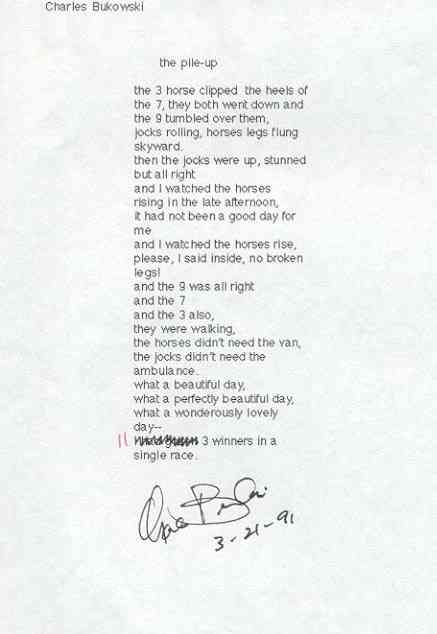 Charles Bukowski
the pile-up
the 3 horse clipped the heels of
the 7, they both went down and
the 9 tumbled over them,
jocks rolling, horses legs flung
skyward.
then the jocks were up, stunned
but all right
and I watched the horses
rising in the late afternoon,
it had not been a good day for
me
and I watched the horses rise,
please, I said inside, no broken
legs!
and the 9 was all right
and the 7
and the 3 also,
they were walking,
the horses didn't need the van,
the jocks didn't need the
ambulance.
what a beautiful day,
what a perfectly beautiful day,
what a wonderously lovely
day--
3 winners in a
single race.
3-21-91